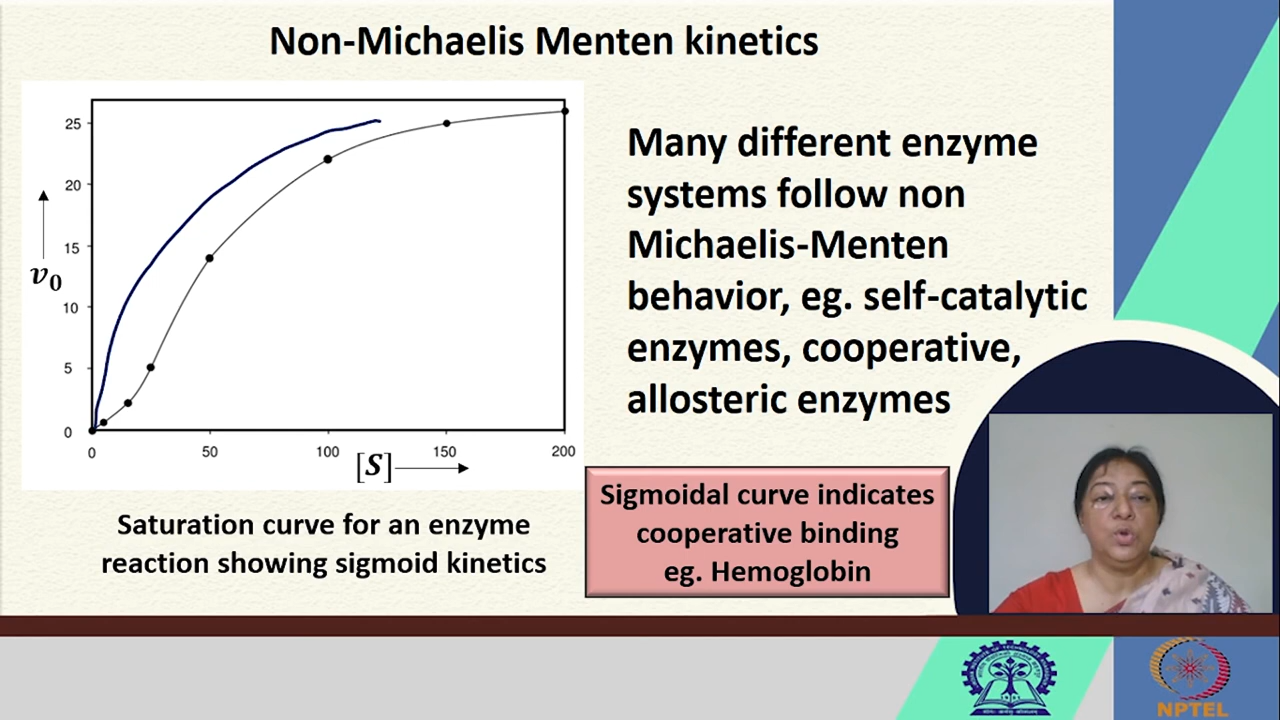 Non-Michaelis Menten kinetics
25
20
15
10
5
0
v₀
0
50
100
150
200
[S]
Saturation curve for an enzyme
reaction showing sigmoid kinetics
Many different enzyme
systems follow non
Michaelis-Menten
behavior, eg. self-catalytic
enzymes, cooperative,
allosteric enzymes
Sigmoidal curve indicates
cooperative binding
eg. Hemoglobin
NPTEL